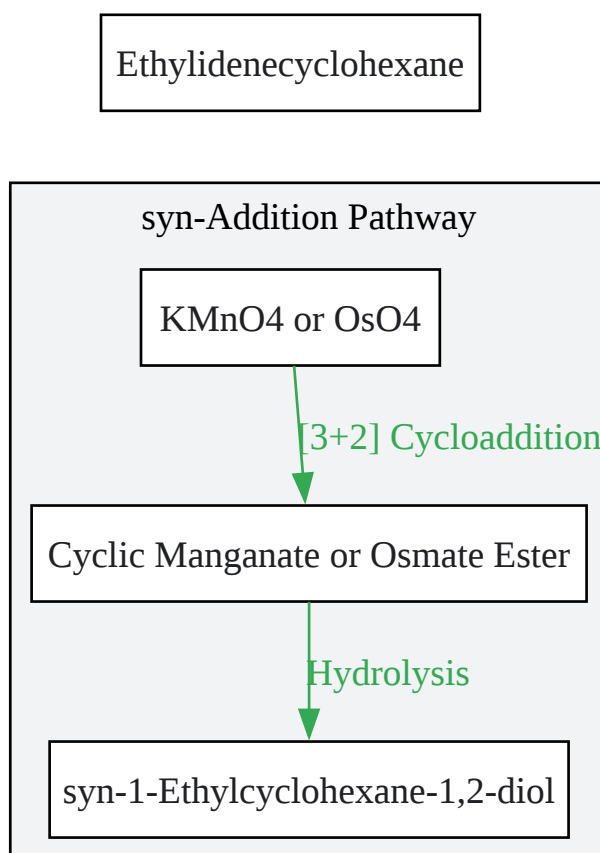 Ethylidenecyclohexane
syn-Addition Pathway
KMnO4 or OsO4
[3+2] Cycloaddition
Cyclic Manganate or Osmate Ester
Hydrolysis
syn-1-Ethylcyclohexane-1,2-diol